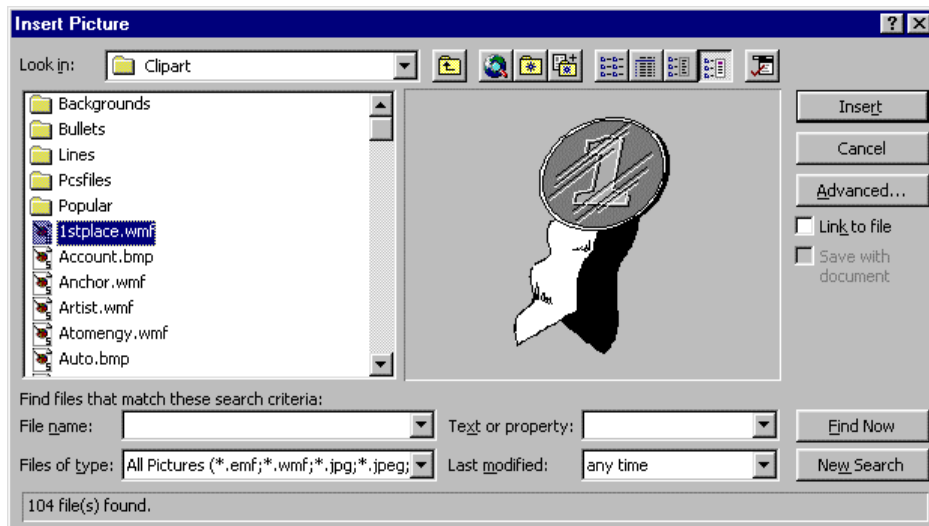 Insert Picture
Look in: Clipart
Backgrounds
Bullets
Lines
Pcsfiles
Popular
1stplace.wmf
Account.bmp
Anchor.wmf
Artist.wmf
Atomengy.wmf
Auto.bmp
1
Insert
Cancel
Advanced...
Link to file
Save with
document
Find files that match these search criteria:
File name: Text or property: Find Now
Files of type: All Pictures (*.emf;*.wmf;*.jpg;*.jpeg; Last modified: any time New Search
104 file(s) found.